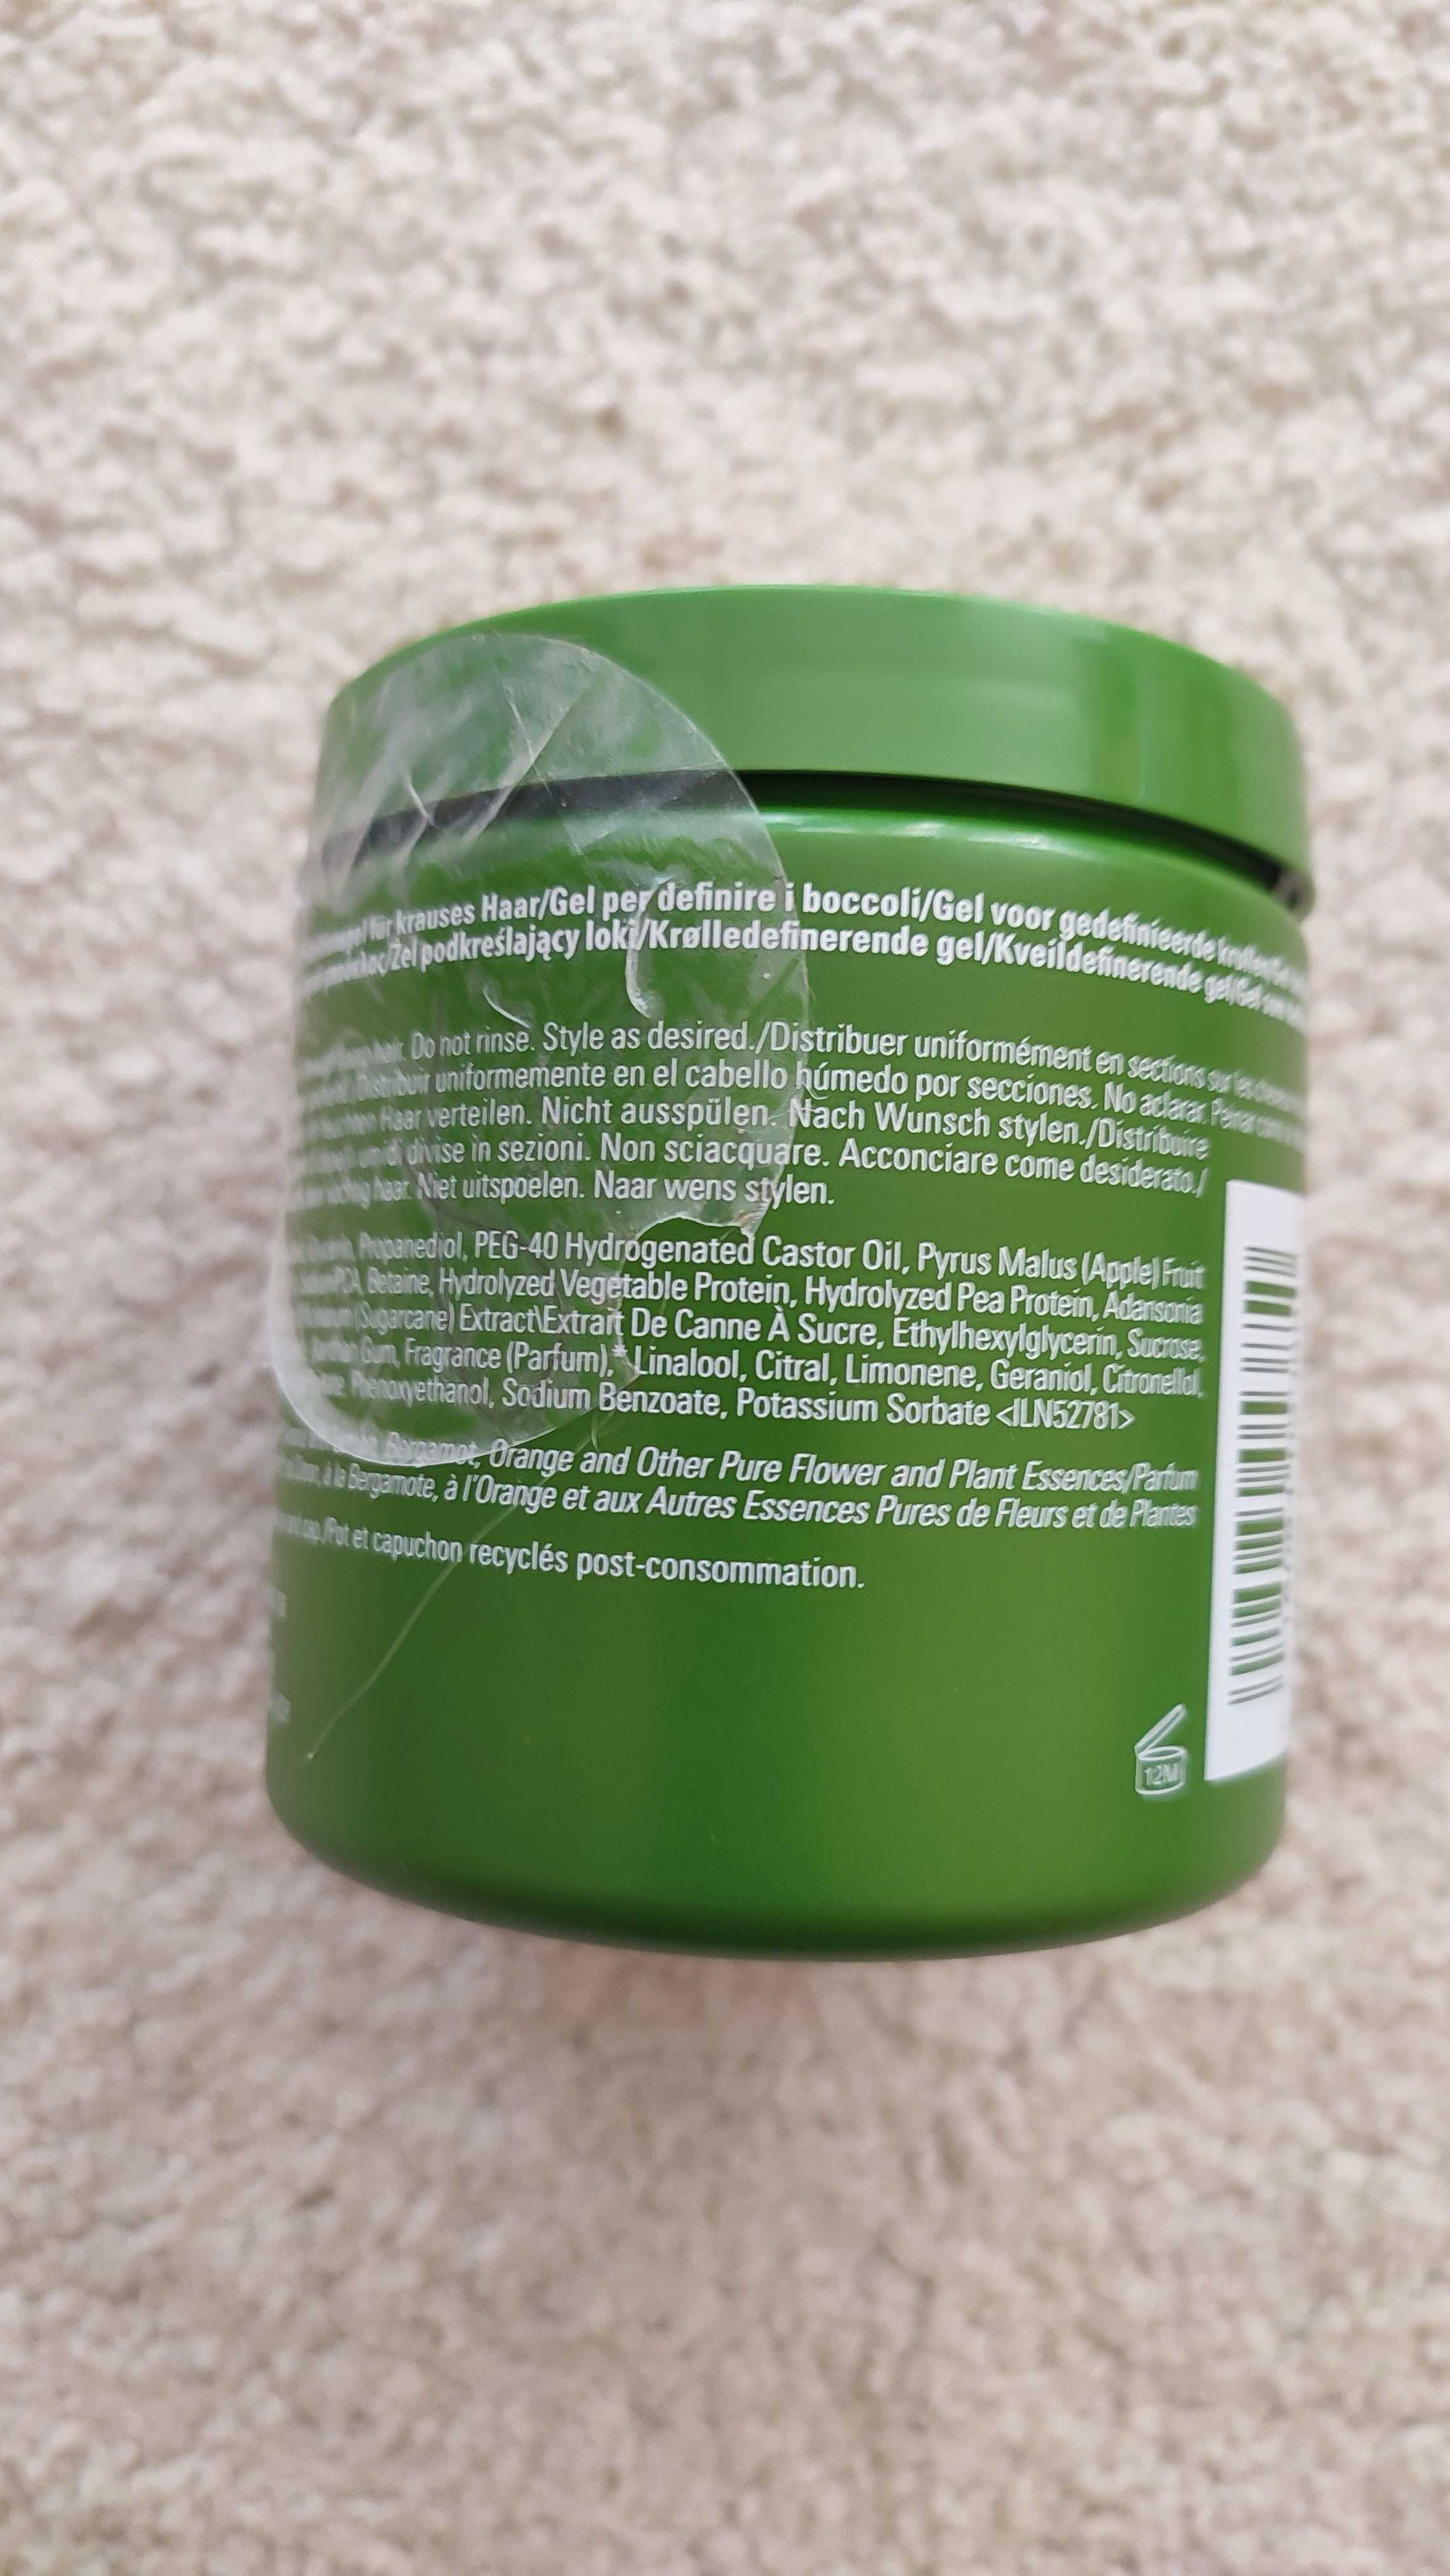 für krauses Haar/Gel per definire i boccoli/Gel voor gedefinieerde krullen/
/Żel podkreślający loki/Krølledefinerende gel/Kveildefinerende gel/Gel
hair. Do not rinse. Style as desired./Distribuer uniformément en sections sur les
Distribuir uniformemente en el cabello húmedo por secciones. No aclarar. Peinar
Haar verteilen. Nicht ausspülen. Nach Wunsch stylen./Distribuire
divise in sezioni. Non sciacquare. Acconciare come desiderato./
haar. Niet uitspoelen. Naar wens stylen.
Propanediol, PEG-40 Hydrogenated Castor Oil, Pyrus Malus (Apple) Fruit
PCA, Betaine, Hydrolyzed Vegetable Protein, Hydrolyzed Pea Protein, Adansonia
(Sugarcane) Extract\Extrait De Canne À Sucre, Ethylhexylglycerin, Sucrose,
Xanthan Gum, Fragrance (Parfum),* Linalool, Citral, Limonene, Geraniol, Citronellol,
Phenoxyethanol, Sodium Benzoate, Potassium Sorbate <ILN52781>
Bergamot, Orange and Other Pure Flower and Plant Essences/Parfum
à la Bergamote, à l'Orange et aux Autres Essences Pures de Fleurs et de Plantes
cap./Pot et capuchon recyclés post-consommation.
12M